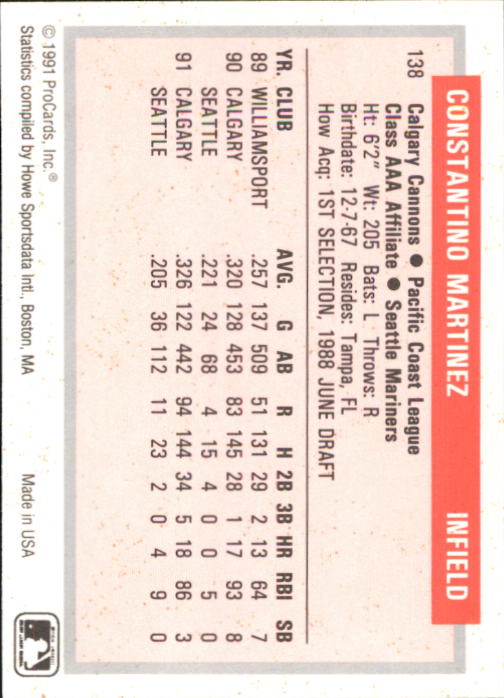 CONSTANTINO MARTINEZ INFIELD
138 Calgary Cannons ● Pacific Coast League
Class AAA Affiliate ● Seattle Mariners
Ht: 6'2" Wt: 205 Bats: L Throws: R
Birthdate: 12-7-67 Resides: Tampa, FL
How Acq: 1ST SELECTION, 1988 JUNE DRAFT
YR. CLUB AVG. G AB R H 2B 3B HR RBI SB
89 WILLIAMSPORT .257 137 509 51 131 29 2 13 64 7
90 CALGARY .320 128 453 83 145 28 1 17 93 8
SEATTLE .221 24 68 4 15 4 0 0 5 0
91 CALGARY .326 122 442 94 144 34 5 18 86 3
SEATTLE .205 36 112 11 23 2 0 4 9 0
© 1991 ProCards, Inc.®
Statistics compiled by Howe Sportsdata Intl., Boston, MA Made in USA